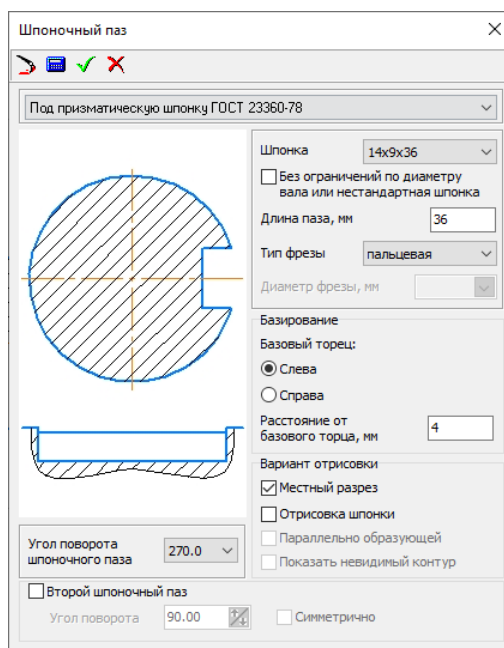 Шпоночный паз
Под призматическую шпонку ГОСТ 23360-78
Шпонка 14x9x36
Без ограничений по диаметру
вала или нестандартная шпонка
Длина паза, мм 36
Тип фрезы пальцевая
Диаметр фрезы, мм
Базирование
Базовый торец:
Слева
Справа
Расстояние от
базового торца, мм 4
Вариант отрисовки
Местный разрез
Отрисовка шпонки
Параллельно образующей
Показать невидимый контур
Угол поворота
шпоночного паза 270.0
Второй шпоночный паз
Угол поворота 90.00 Симметрично